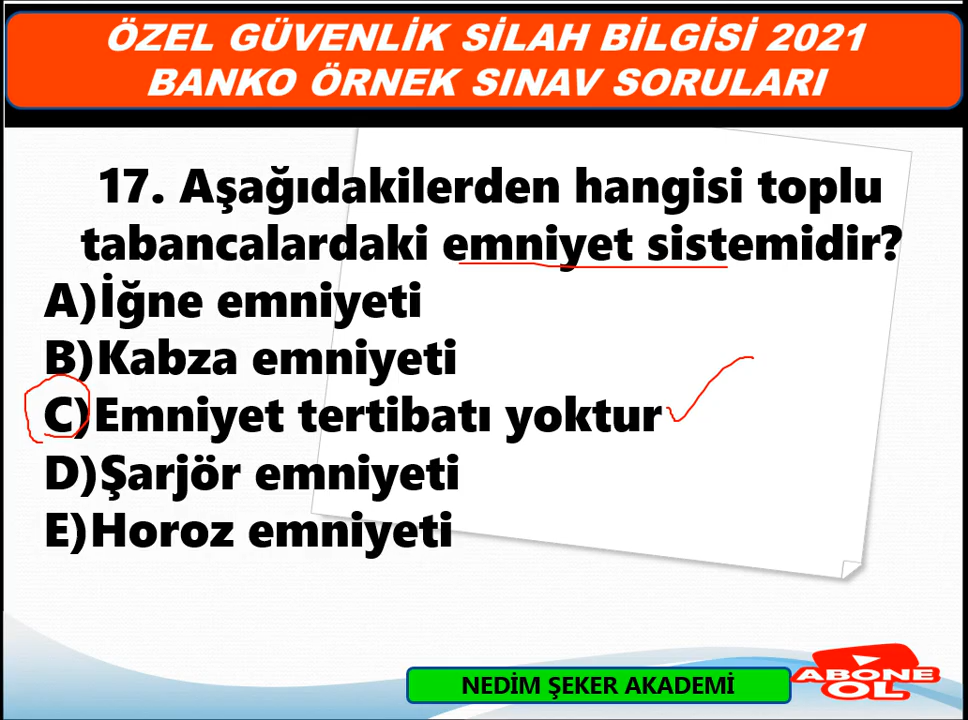 ÖZEL GÜVENLİK SİLAH BİLGİSİ 2021
BANKO ÖRNEK SINAV SORULARI
17. Aşağıdakilerden hangisi toplu
tabancalardaki emniyet sistemidir?
A)İğne emniyeti
B)Kabza emniyeti
C)Emniyet tertibatı yoktur
D)Şarjör emniyeti
E)Horoz emniyeti
NEDİM ŞEKER AKADEMİ
ABONE
OL